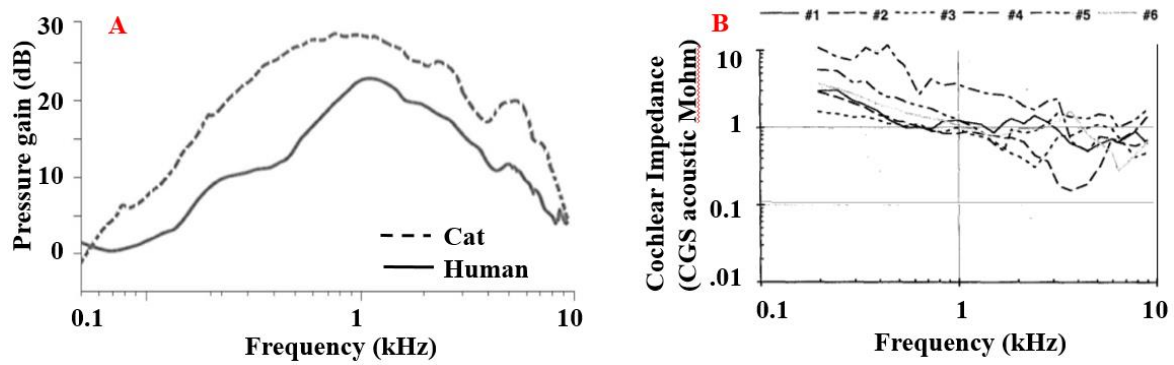 A
30
20
10
0
Pressure gain (dB)
Cat
Human
0.1 1 10
Frequency (kHz)
B
#1 #2 #3 #4 #5 #6
10
1
0.1
.01
Cochlear Impedance
(CGS acoustic Mohm)
0.1 1 10
Frequency (kHz)